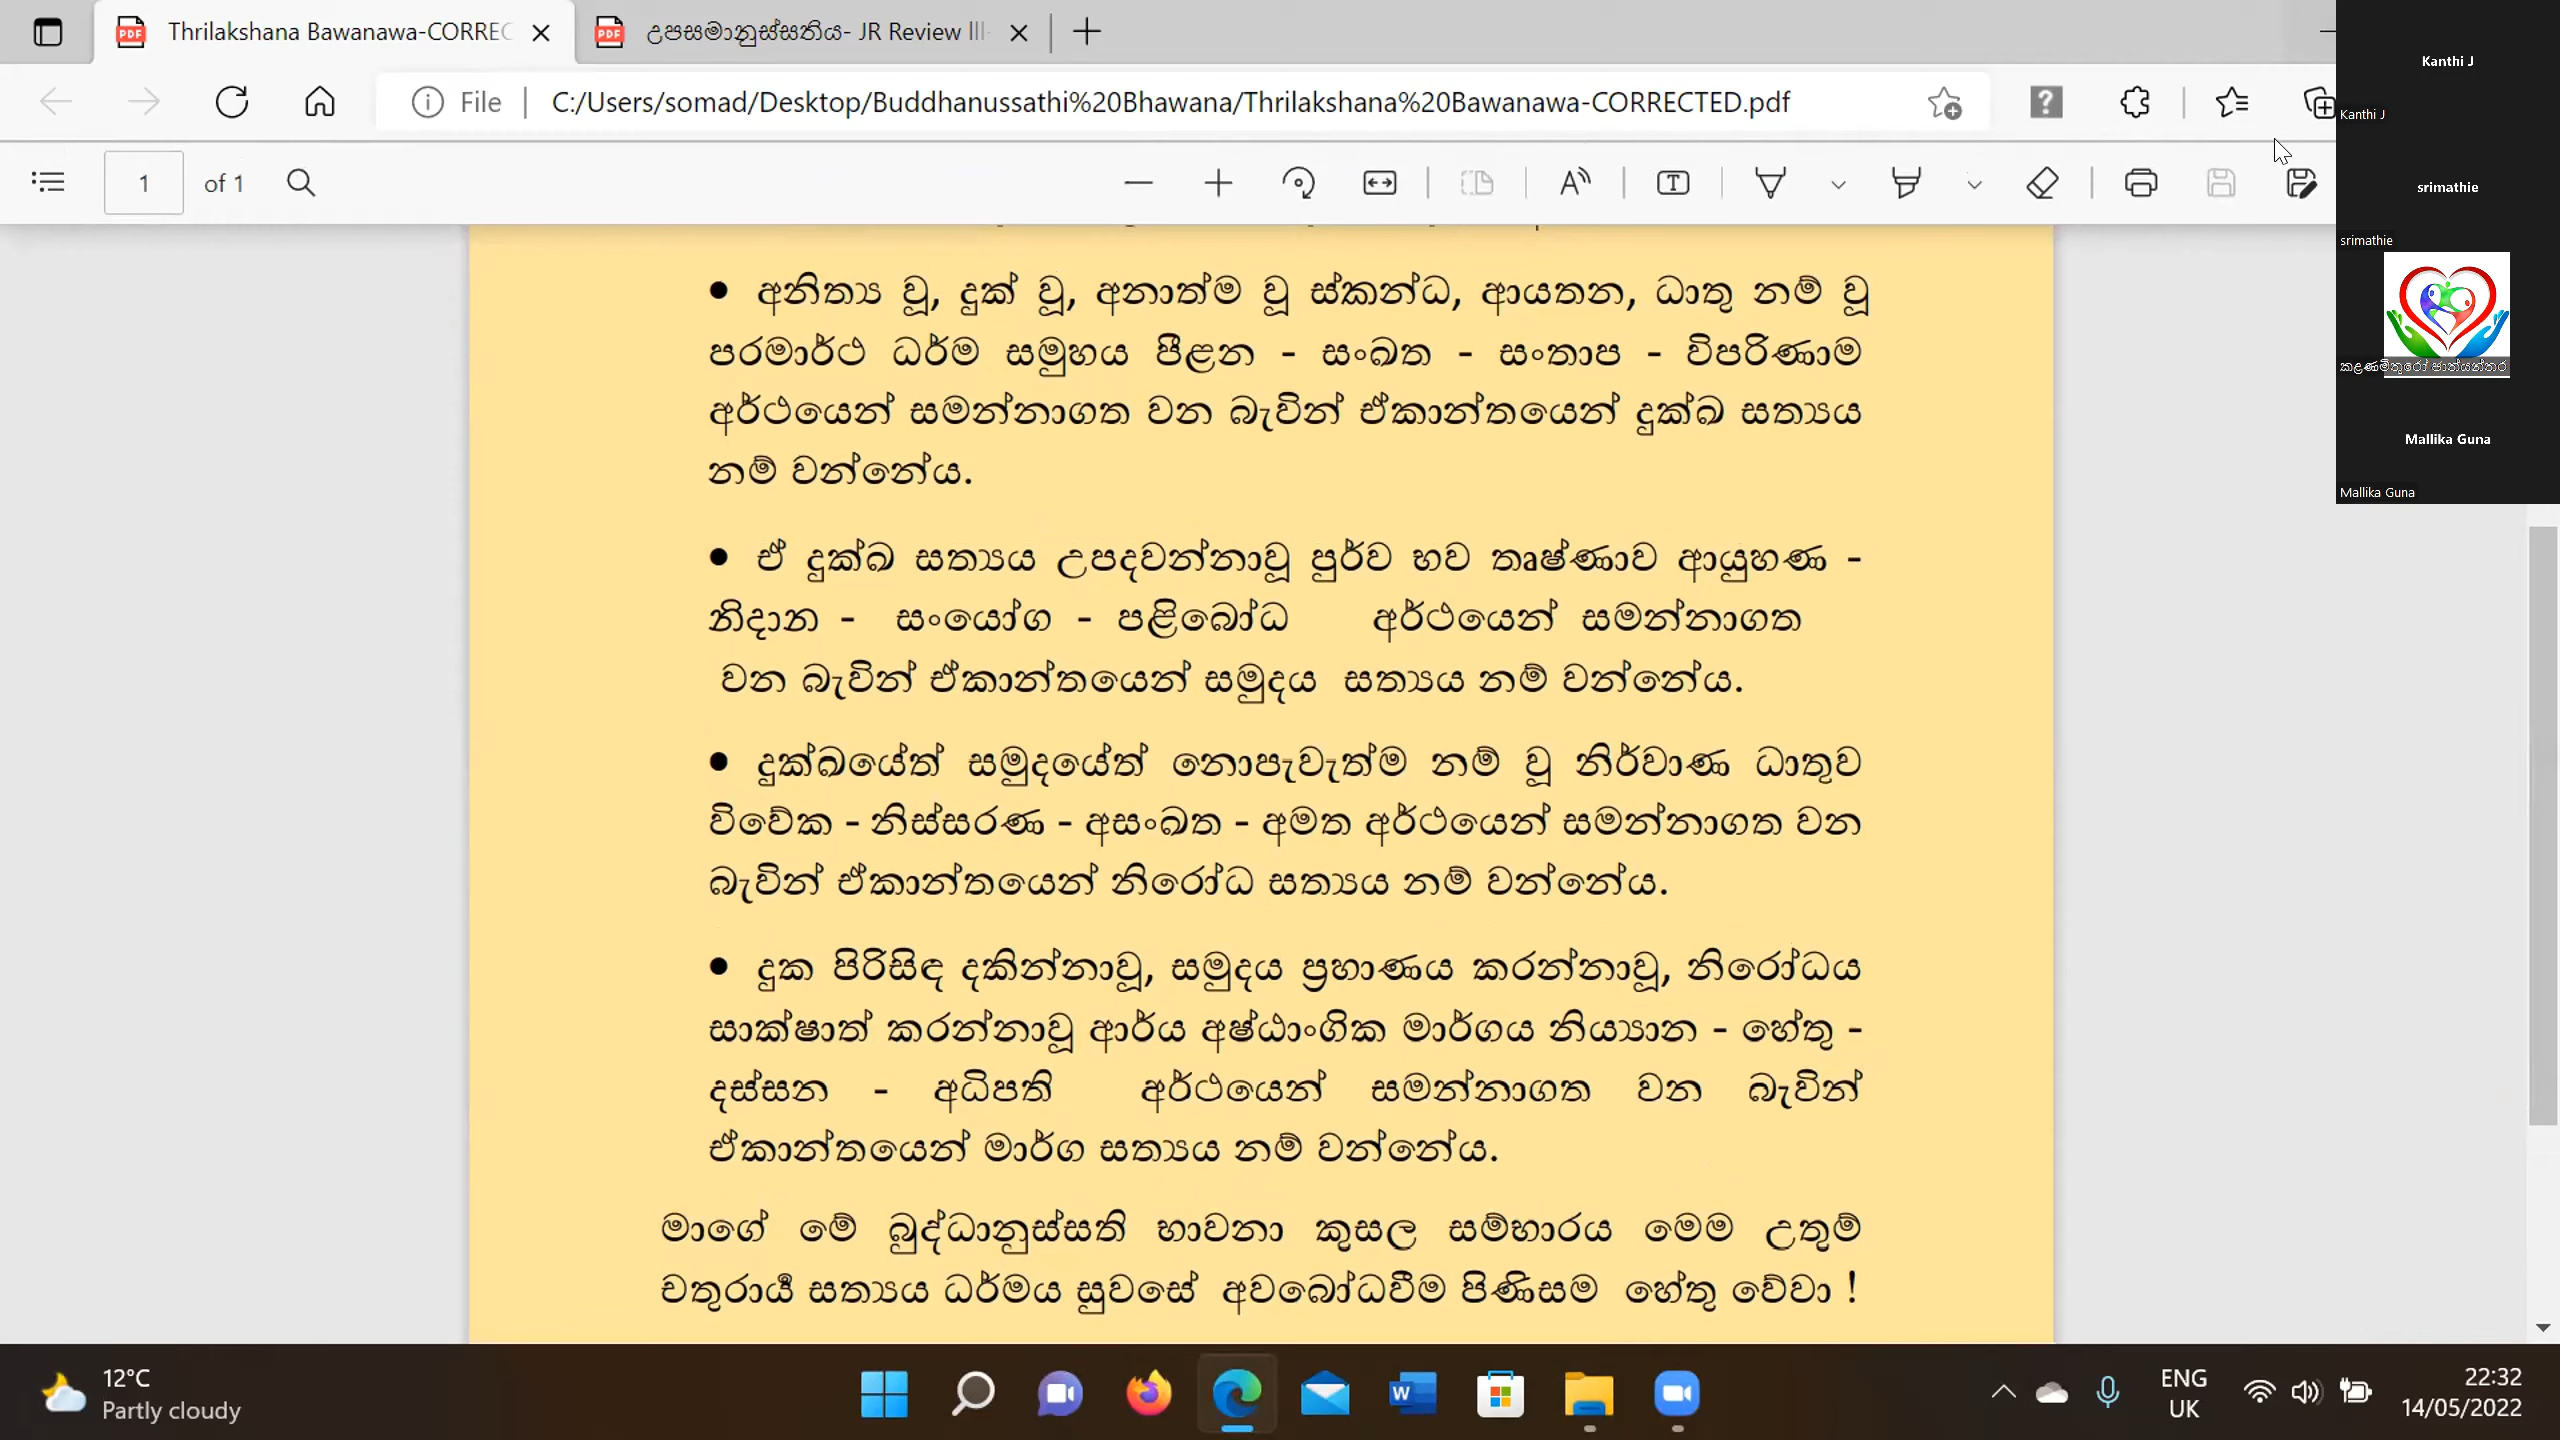 Thrilakshana Bawanawa-CORREC
උපසමානුස්සතිය- JR Review lll
File
C:/Users/somad/Desktop/Buddhanussathi%20Bhawana/Thrilakshana%20Bawanawa-CORRECTED.pdf
1 of 1
Kanthi J
Kanthi J
srimathie
srimathie
කළණමිතුරෝ ජාත්‍යන්තර
Mallika Guna
Mallika Guna
● අනිත්‍ය වූ, දුක් වූ, අනාත්ම වූ ස්කන්ධ, ආයතන, ධාතු නම් වූ
පරමාර්ථ ධර්ම සමුහය පීළන - සංඛත - සංතාප - විපරිණාම
අර්ථයෙන් සමන්නාගත වන බැවින් ඒකාන්තයෙන් දුක්ඛ සත්‍යය
නම් වන්නේය.
● ඒ දුක්ඛ සත්‍යය උපදවන්නාවූ පුර්ව භව තෘෂ්ණාව ආයුහණ -
නිදාන - සංයෝග - පළිබෝධ අර්ථයෙන් සමන්නාගත
වන බැවින් ඒකාන්තයෙන් සමුදය සත්‍යය නම් වන්නේය.
● දුක්ඛයේත් සමුදයේත් නොපැවැත්ම නම් වූ නිර්වාණ ධාතුව
විවේක - නිස්සරණ - අසංඛත - අමත අර්ථයෙන් සමන්නාගත වන
බැවින් ඒකාන්තයෙන් නිරෝධ සත්‍යය නම් වන්නේය.
● දුක පිරිසිඳ දකින්නාවූ, සමුදය ප්‍රහාණය කරන්නාවූ, නිරෝධය
සාක්ෂාත් කරන්නාවූ ආර්ය අෂ්ඨාංගික මාර්ගය නිය්‍යාන - හේතු -
දස්සන - අධිපති අර්ථයෙන් සමන්නාගත වන බැවින්
ඒකාන්තයෙන් මාර්ග සත්‍යය නම් වන්නේය.
මාගේ මේ බුද්ධානුස්සති භාවනා කුසල සම්භාරය මෙම උතුම්
චතුරාර්‍ය සත්‍යය ධර්මය සුවසේ අවබෝධවීම පිණිසම හේතු වේවා !
12°C
Partly cloudy
ENG
UK
22:32
14/05/2022